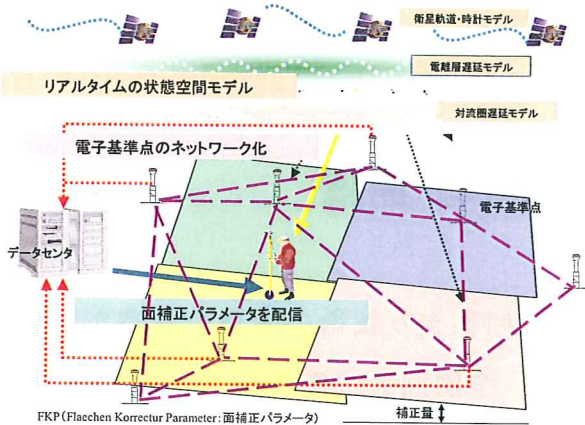 衛星軌道・時計モデル
電離層遅延モデル
リアルタイムの状態空間モデル
対流圏遅延モデル
電子基準点のネットワーク化
電子基準点
データセンタ
面補正パラメータを配信
FKP(Flaechen Korrectur Parameter:面補正パラメータ)
補正量